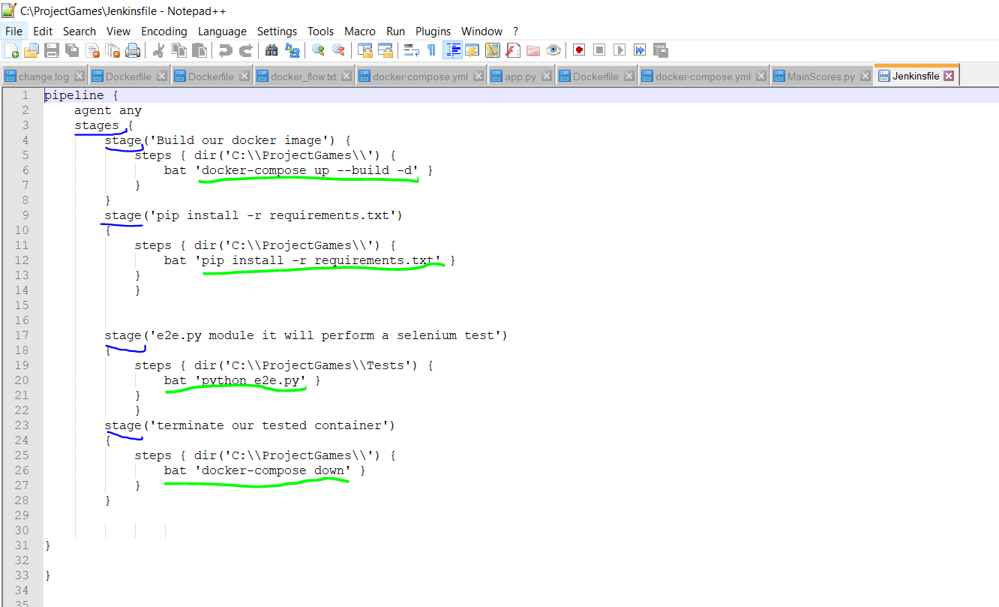 C:\ProjectGames\Jenkinsfile - Notepad++
File Edit Search View Encoding Language Settings Tools Macro Run Plugins Window ?
change.log Dockerfile Dockerfile docker_flow.txt docker-compose.yml app.py Dockerfile docker-compose.yml MainScores.py Jenkinsfile
1 pipeline {
2 agent any
3 stages {
4 stage('Build our docker image') {
5 steps { dir('C:\\ProjectGames\\') {
6 bat 'docker-compose up --build -d' }
7 }
8 }
9 stage('pip install -r requirements.txt')
10 {
11 steps { dir('C:\\ProjectGames\\') {
12 bat 'pip install -r requirements.txt' }
13 }
14 }
15
16
17 stage('e2e.py module it will perform a selenium test')
18 {
19 steps { dir('C:\\ProjectGames\\Tests') {
20 bat 'python e2e.py' }
21 }
22 }
23 stage('terminate our tested container')
24 {
25 steps { dir('C:\\ProjectGames\\') {
26 bat 'docker-compose down' }
27 }
28 }
29
30
31 }
32
33 }
34
35